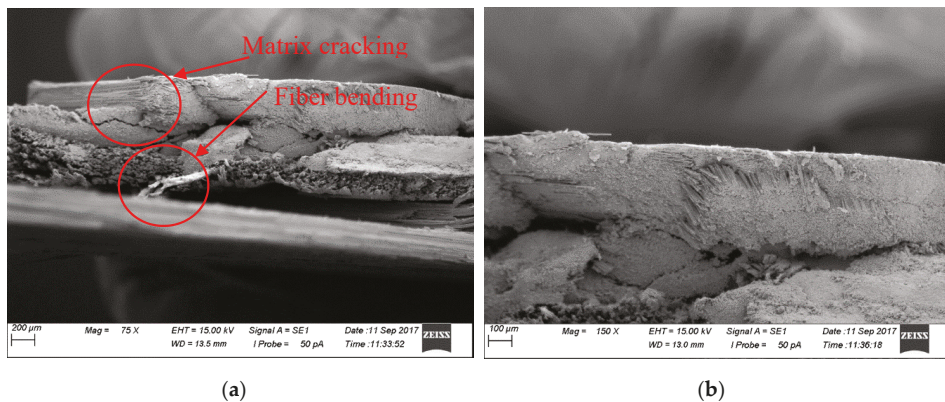 Matrix cracking
Fiber bending
200 µm
Mag = 75 X
EHT = 15.00 kV
Signal A = SE1
Date :11 Sep 2017
WD = 13.5 mm
I Probe = 50 pA
Time :11:33:52
ZEISS
100 µm
Mag = 150 X
EHT = 15.00 kV
Signal A = SE1
Date :11 Sep 2017
WD = 13.0 mm
I Probe = 50 pA
Time :11:36:18
ZEISS
(a)
(b)